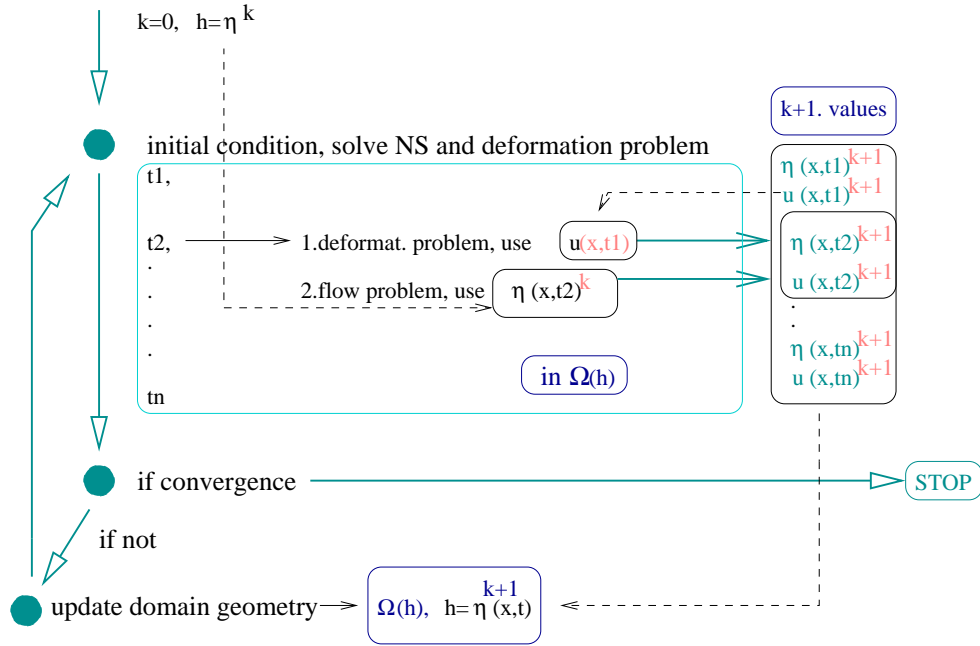 k=0, h=η^k
k+1. values
initial condition, solve NS and deformation problem
t1,
η (x,t1)^k+1
u (x,t1)^k+1
t2,
1.deformat. problem, use
u(x,t1)
η (x,t2)^k+1
.
2.flow problem, use
η (x,t2)^k
u (x,t2)^k+1
.
.
.
.
.
η (x,tn)^k+1
in Ω(h)
u (x,tn)^k+1
tn
if convergence
STOP
if not
update domain geometry
Ω(h), h= η^k+1 (x,t)